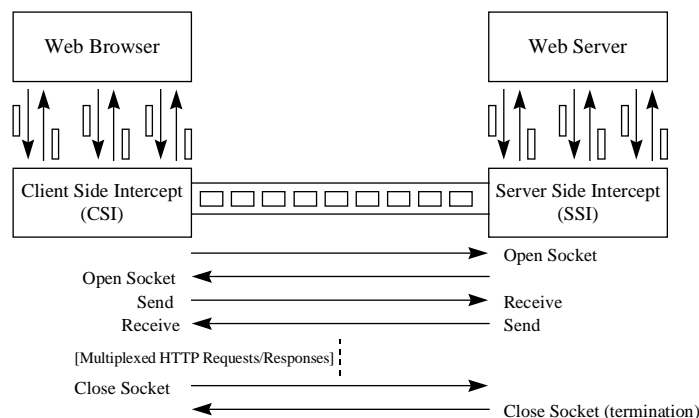 Web Browser
Web Server
Client Side Intercept
(CSI)
Server Side Intercept
(SSI)
Open Socket
Open Socket
Send
Receive
Receive
Send
[Multiplexed HTTP Requests/Responses]
Close Socket
Close Socket (termination)